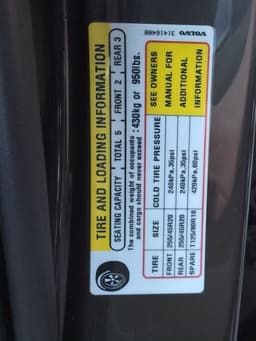 TIRE AND LOADING INFORMATION
SEATING CAPACITY TOTAL 5 FRONT 2 REAR 3
The combined weight of occupants
and cargo should never exceed : 430kg or 950lbs.
TIRE SIZE COLD TIRE PRESSURE
FRONT 255/45R20 240kPa,35psi
REAR 255/45R20 240kPa,35psi
SPARE T125/80R18 420kPa,60psi
SEE OWNERS
MANUAL FOR
ADDITIONAL
INFORMATION
VOLVO 31416488